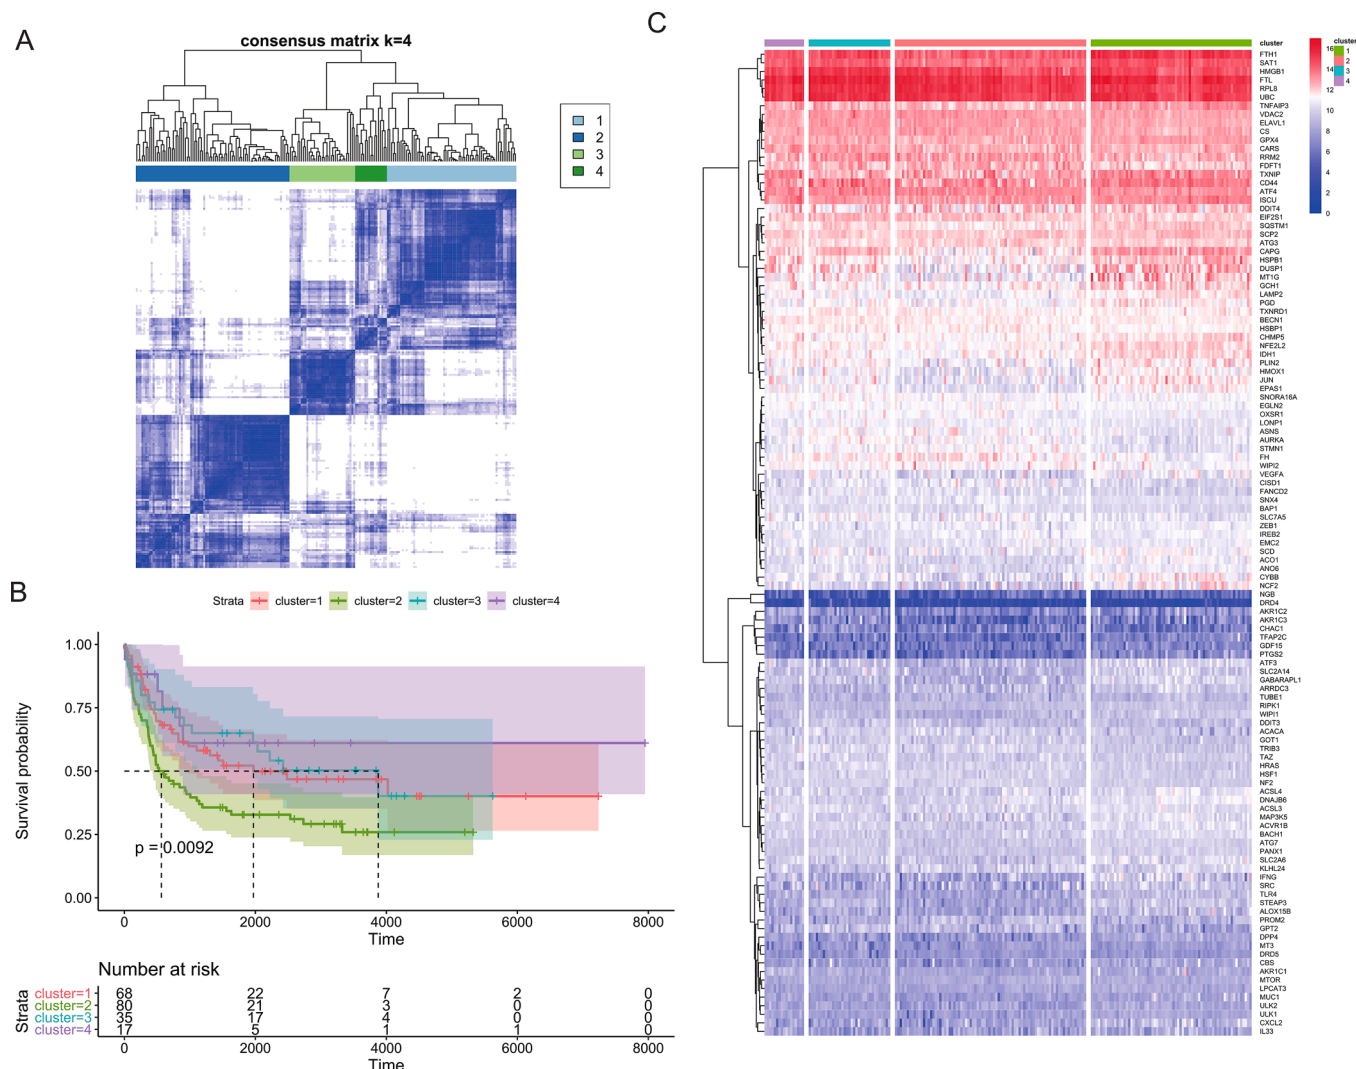 A
consensus matrix k=4
1
2
3
4
B
Strata cluster=1 cluster=2 cluster=3 cluster=4
Survival probability
1.00
0.75
0.50
0.25
0.00
p = 0.0092
0 2000 4000 6000 8000
Time
Number at risk
Strata
cluster=1 68 22 7 2 0
cluster=2 80 21 3 0 0
cluster=3 35 17 4 0 0
cluster=4 17 5 1 1 0
0 2000 4000 6000 8000
Time
C
cluster
FTH1
SAT1
HMGB1
FTL
RPL8
UBC
TNFAIP3
VDAC2
ELAVL1
CS
GPX4
CARS
RRM2
FDFT1
TXNIP
CD44
ATF4
ISCU
DDIT4
EIF2S1
SQSTM1
SCP2
ATG3
CAPG
HSPB1
DUSP1
MT1G
GCH1
LAMP2
PGD
TXNRD1
BECN1
HSBP1
CHMP5
NFE2L2
IDH1
PLIN2
HMOX1
JUN
EPAS1
SNORA16A
EGLN2
OXSR1
LONP1
ASNS
AURKA
STMN1
FH
WIPI2
VEGFA
CISD1
FANCD2
SNX4
BAP1
SLC7A5
ZEB1
IREB2
EMC2
SCD
ACO1
ANO6
CYBB
NCF2
NGB
DRD4
AKR1C2
AKR1C3
CHAC1
TFAP2C
GDF15
PTGS2
ATF3
SLC2A14
GABARAPL1
ARRDC3
TUBE1
RIPK1
WIPI1
DDIT3
ACACA
GOT1
TRIB3
TAZ
HRAS
HSF1
NF2
ACSL4
DNAJB6
ACSL3
MAP3K5
ACVR1B
BACH1
ATG7
PANX1
SLC2A6
KLHL24
IFNG
SRC
TLR4
STEAP3
ALOX15B
PROM2
GPT2
DPP4
MT3
DRD5
CBS
AKR1C1
MTOR
LPCAT3
MUC1
ULK2
ULK1
CXCL2
IL33
16
14
12
10
8
6
4
2
0
cluster
1
2
3
4